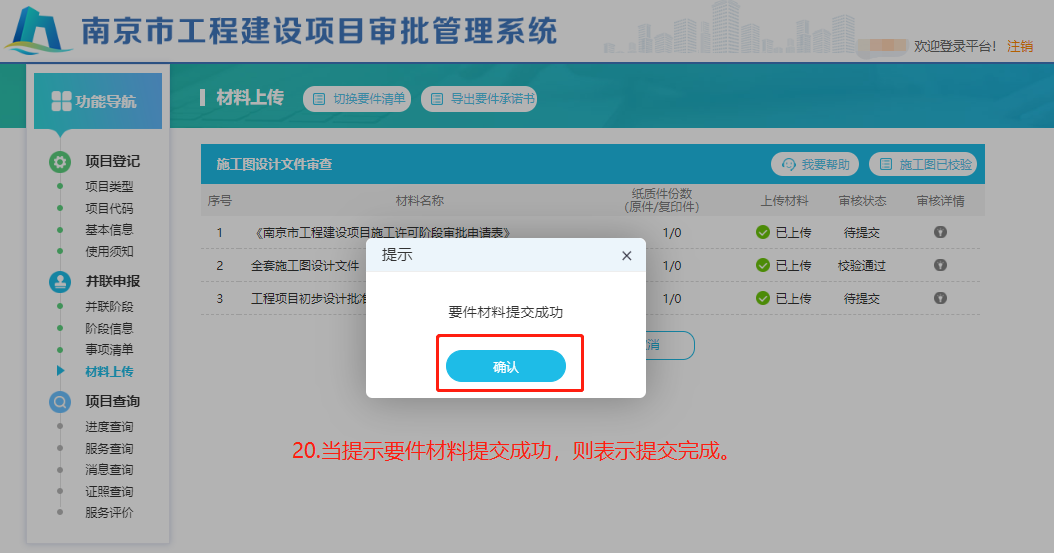 南京市工程建设项目审批管理系统
欢迎登录平台! 注销
功能导航
材料上传 切换要件清单 导出要件承诺书
项目登记
项目类型
项目代码
基本信息
使用须知
并联申报
并联阶段
阶段信息
事项清单
材料上传
项目查询
进度查询
服务查询
消息查询
证照查询
服务评价
施工图设计文件审查 我要帮助 施工图已校验
序号 材料名称 纸质件份数 上传材料 审核状态 审核详情
(原件/复印件)
1 《南京市工程建设项目施工许可阶段审批申请表》 1/0 已上传 待提交
2 全套施工图设计文件 1/0 已上传 校验通过
3 工程项目初步设计批 1/0 已上传 待提交
消
提示 ×
要件材料提交成功
确认
20.当提示要件材料提交成功，则表示提交完成。